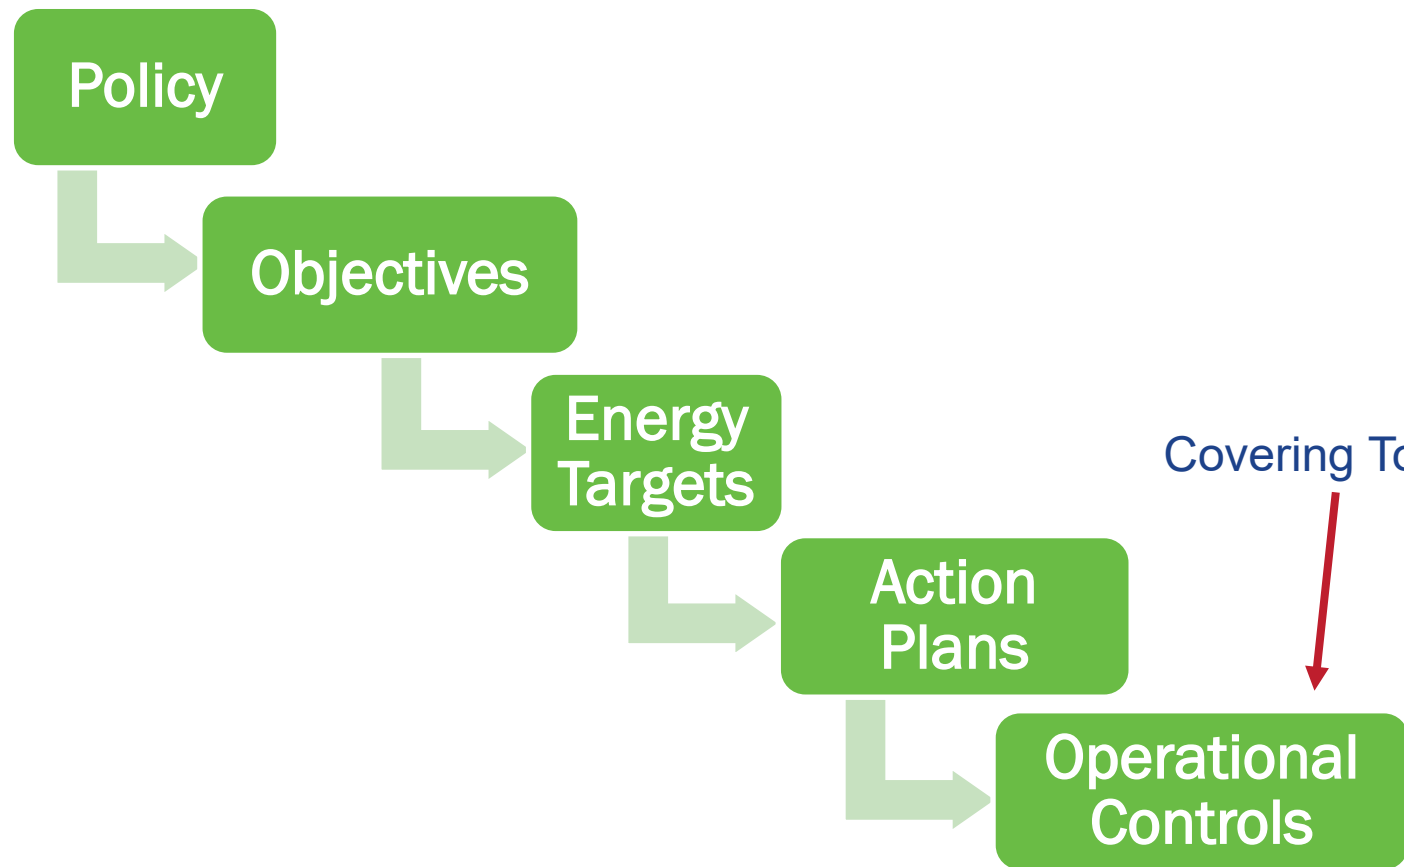 Policy
Objectives
Energy
Targets
Covering
Action
Plans
Operational
Controls